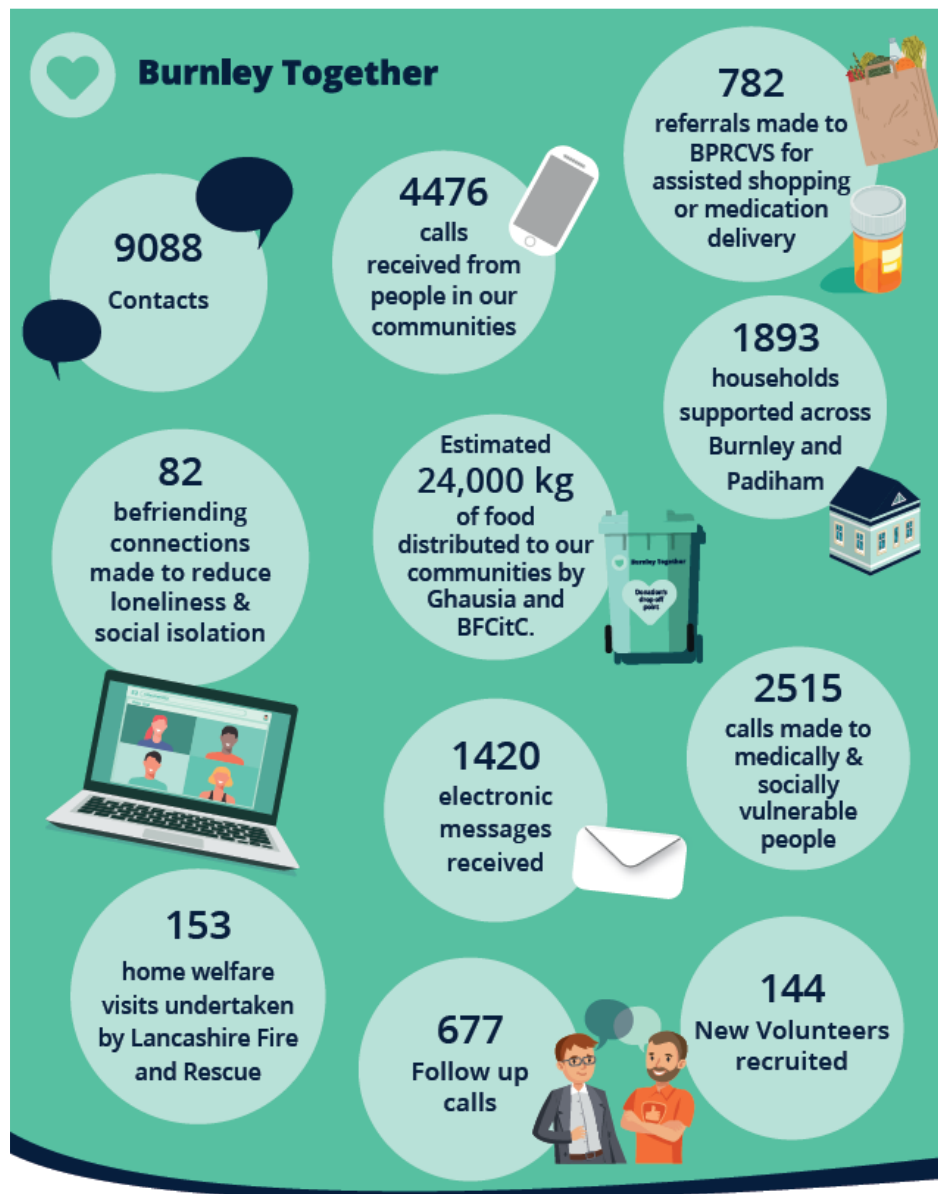 Burnley Together
782
referrals made to
BPRCVS for
assisted shopping
or medication
delivery
4476
calls
received from
people in our
communities
9088
Contacts
1893
households
supported across
Burnley and
Padiham
82
befriending
connections
made to reduce
loneliness &
social isolation
Estimated
24,000 kg
of food
distributed to our
communities by
Ghausia and
BFCitC.
Burnley Together
Donation's
drop off
point
2515
calls made to
medically &
socially
vulnerable
people
1420
electronic
messages
received
153
home welfare
visits undertaken
by Lancashire Fire
and Rescue
677
Follow up
calls
144
New Volunteers
recruited